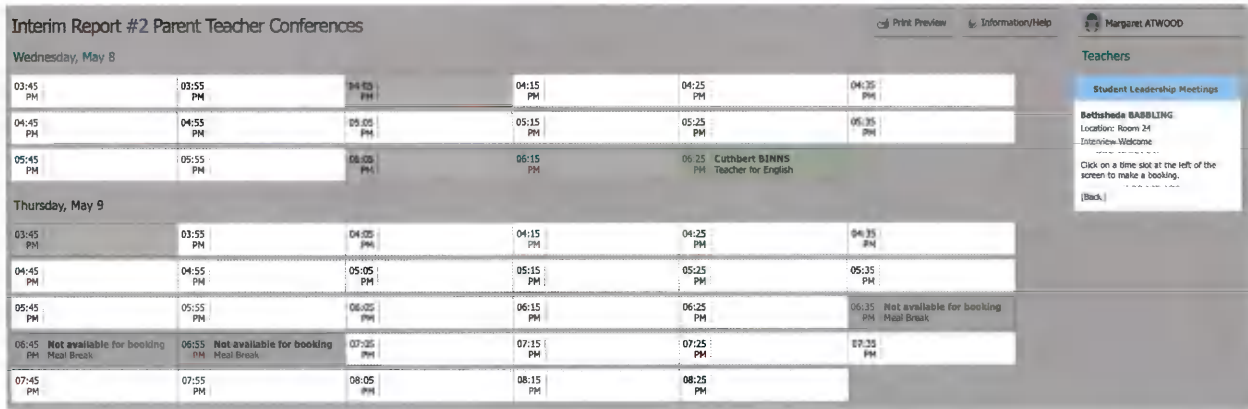 Interim Report #2 Parent Teacher Conferences
Print Preview
Information/Help
Margaret ATWOOD
Wednesday, May 8
03:45 PM
03:55 PM
04:05 PM
04:15 PM
04:25 PM
04:35 PM
04:45 PM
04:55 PM
05:05 PM
05:15 PM
05:25 PM
05:35 PM
05:45 PM
05:55 PM
06:05 PM
06:15 PM
06:25 PM Cuthbert BINNS
Teacher for English
Thursday, May 9
03:45 PM
03:55 PM
04:05 PM
04:15 PM
04:25 PM
04:35 PM
04:45 PM
04:55 PM
05:05 PM
05:15 PM
05:25 PM
05:35 PM
05:45 PM
05:55 PM
06:05 PM
06:15 PM
06:25 PM
06:35 PM Not available for booking
Meal Break
06:45 PM Not available for booking
Meal Break
06:55 PM Not available for booking
Meal Break
07:05 PM
07:15 PM
07:25 PM
07:35 PM
07:45 PM
07:55 PM
08:05 PM
08:15 PM
08:25 PM
Teachers
Student Leadership Meetings
Bathsheda BABBLING
Location: Room 24
Interview Welcome
Click on a time slot at the left of the
screen to make a booking.
[Back]